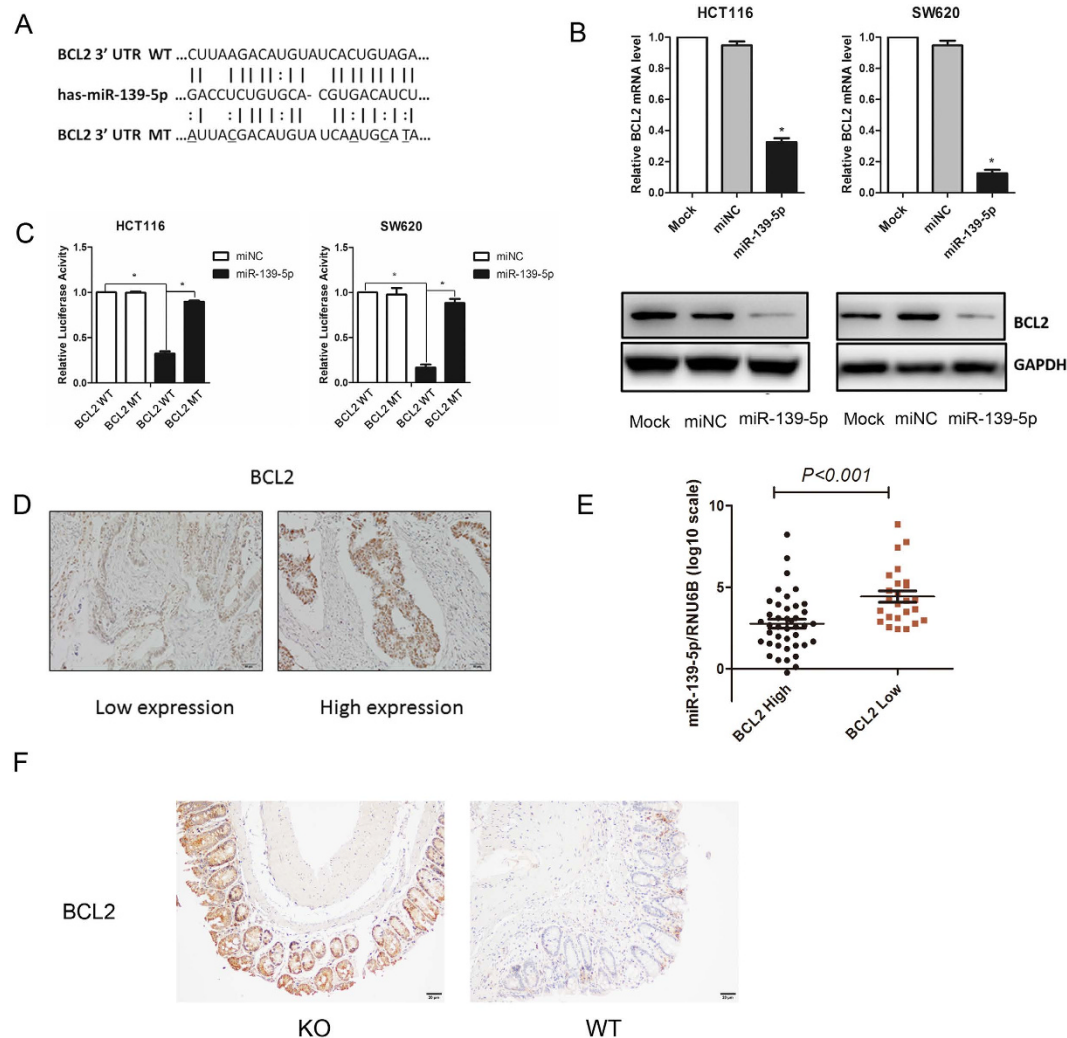 A
BCL2 3' UTR WT ...CUUAAGACAUGUAUCACUGUAGA...
has-miR-139-5p ...GACCUCUGUGCA- CGUGACAUCU...
BCL2 3' UTR MT ...AUUACGACAUGUA UCAAUGCA TA...
B
HCT116
Relative BCL2 mRNA level
1.0
0.8
0.6
0.4
0.2
0.0
*
Mock
miNC
miR-139-5p
SW620
Relative BCL2 mRNA level
1.0
0.8
0.6
0.4
0.2
0.0
*
Mock
miNC
miR-139-5p
BCL2
GAPDH
Mock miNC miR-139-5p
Mock miNC miR-139-5p
C
HCT116
Relative Luciferase Acivity
1.5
1.0
0.5
0.0
* *
BCL2 WT
BCL2 MT
BCL2 WT
BCL2 MT
miNC
miR-139-5p
SW620
Relative Luciferase Acivity
1.5
1.0
0.5
0.0
* *
BCL2 WT
BCL2 MT
BCL2 WT
BCL2 MT
miNC
miR-139-5p
D
BCL2
Low expression
High expression
E
P<0.001
miR-139-5p/RNU6B (log10 scale)
10
5
0
BCL2 High
BCL2 Low
F
BCL2
20 µm
KO
WT